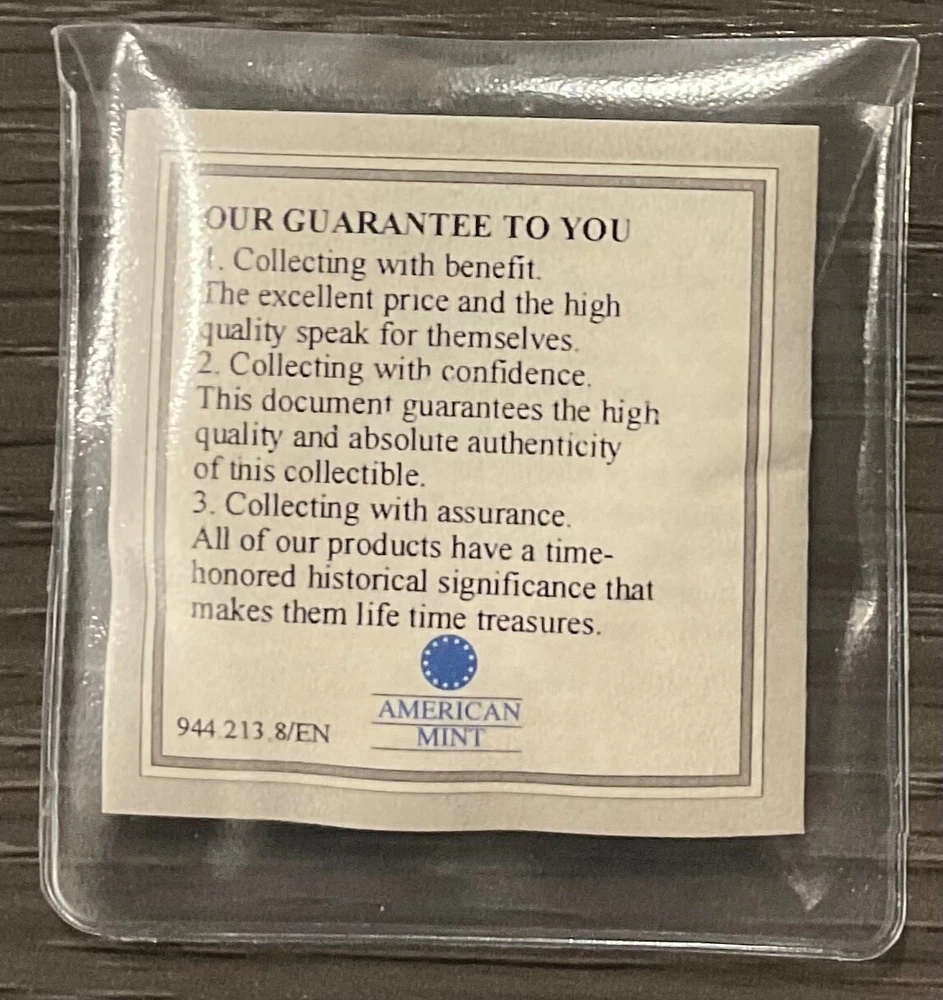 OUR GUARANTEE TO YOU
1. Collecting with benefit.
The excellent price and the high
quality speak for themselves.
2. Collecting with confidence.
This document guarantees the high
quality and absolute authenticity
of this collectible.
3. Collecting with assurance.
All of our products have a time-
honored historical significance that
makes them life time treasures.
944.213.8/EN
AMERICAN
MINT